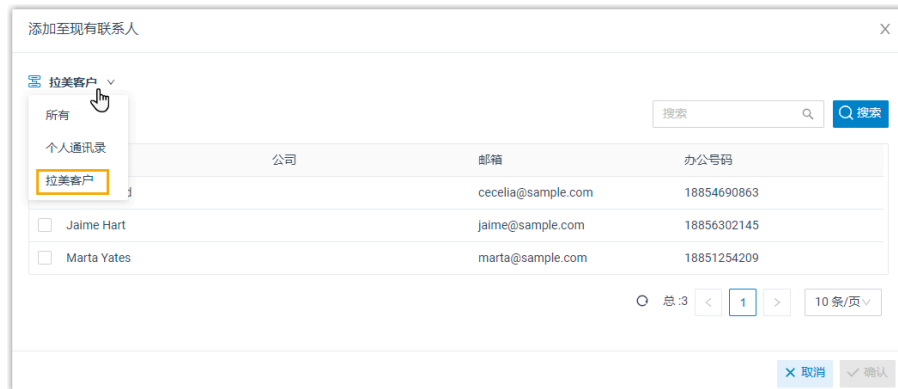 添加至现有联系人
拉美客户
所有
个人通讯录
拉美客户
搜索 搜索
公司 邮箱 办公号码
cecelia@sample.com 18854690863
Jaime Hart jaime@sample.com 18856302145
Marta Yates marta@sample.com 18851254209
总:3 < 1 > 10 条/页
取消 确认